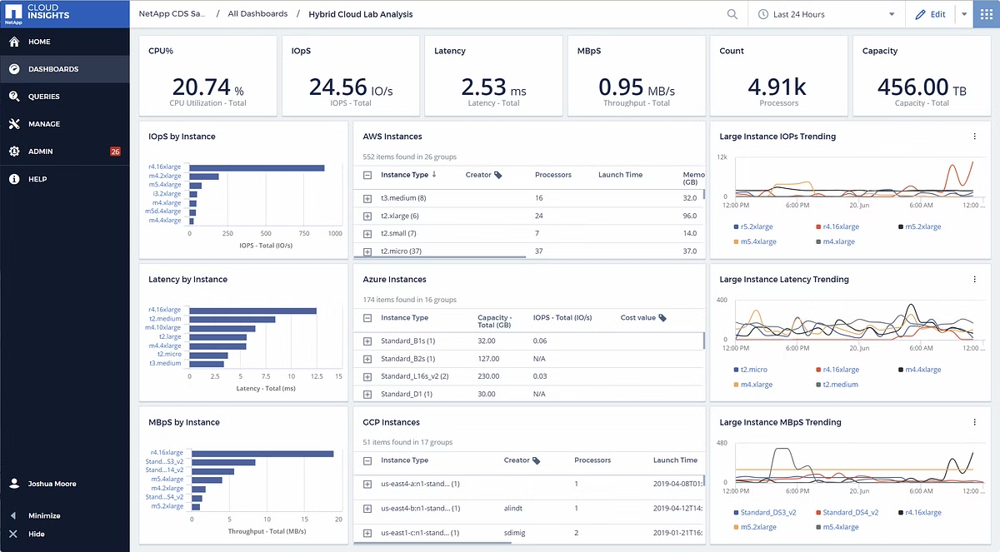 CLOUD
INSIGHTS
NetApp
NetApp CDS Sa... / All Dashboards / Hybrid Cloud Lab Analysis
Last 24 Hours
Edit
HOME
DASHBOARDS
QUERIES
MANAGE
ADMIN 26
HELP
Joshua Moore
Minimize
Hide
CPU%
20.74 %
CPU Utilization - Total
IOpS
24.56 IO/s
IOPS - Total
Latency
2.53 ms
Latency - Total
MBpS
0.95 MB/s
Throughput - Total
Count
4.91k
Processors
Capacity
456.00 TB
Capacity - Total
IOpS by Instance
r4.16xlarge
m4.2xlarge
m5.4xlarge
i3.2xlarge
m4.xlarge
m5d.4xlarge
m4.4xlarge
0 250 500 750 1000
IOPS - Total (IO/s)
AWS Instances
552 items found in 26 groups
Instance Type ↓ Creator Processors Launch Time Memo
(GB)
t3.medium (8) 16 32.0
t2.xlarge (6) 24 96.0
t2.small (7) 7 14.0
t2.micro (37) 37 37.0
Large Instance IOPs Trending
12k
0
12:00 PM 6:00 PM 20. Jun 6:00 AM 12:00 ...
r5.2xlarge r4.16xlarge m5.2xlarge
m5.4xlarge m4.xlarge
Latency by Instance
r4.16xlarge
t2.medium
m4.10xlarge
t2.large
m4.4xlarge
t2.micro
t3.medium
0 2.5 5 7.5 10 12.5 15
Latency - Total (ms)
Azure Instances
174 items found in 16 groups
Instance Type Capacity - IOPS - Total (IO/s) Cost value
Total (GB)
Standard_B1s (1) 32.00 0.06
Standard_B2s (1) 127.00 N/A
Standard_L16s_v2 (2) 230.00 0.03
Standard_D1 (1) 30.00 N/A
Large Instance Latency Trending
400
0
12:00 PM 6:00 PM 20. Jun 6:00 AM 12:00 ...
t2.micro r4.16xlarge m4.4xlarge
m4.xlarge t2.medium
MBpS by Instance
r4.16xlarge
Stand...S3_v2
Stand...14_v2
m5.4xlarge
m4.2xlarge
Stand...S4_v2
m5.2xlarge
0 5 10 15 20
Throughput - Total (MB/s)
GCP Instances
51 items found in 17 groups
Instance Type Creator Processors Launch Time
us-east4-a:n1-stand... (1) 1 2019-04-08T01:
us-east4-b:n1-stand... (1) alindt 1 2019-04-12T14:
us-east1-c:n1-stand... (1) sdimig 2 2019-01-21T16:
Large Instance MBpS Trending
480
0
12:00 PM 6:00 PM 20. Jun 6:00 AM 12:00 ...
Standard_DS3_v2 Standard_DS4_v2 r4.16xlarge
m5.2xlarge m5.4xlarge